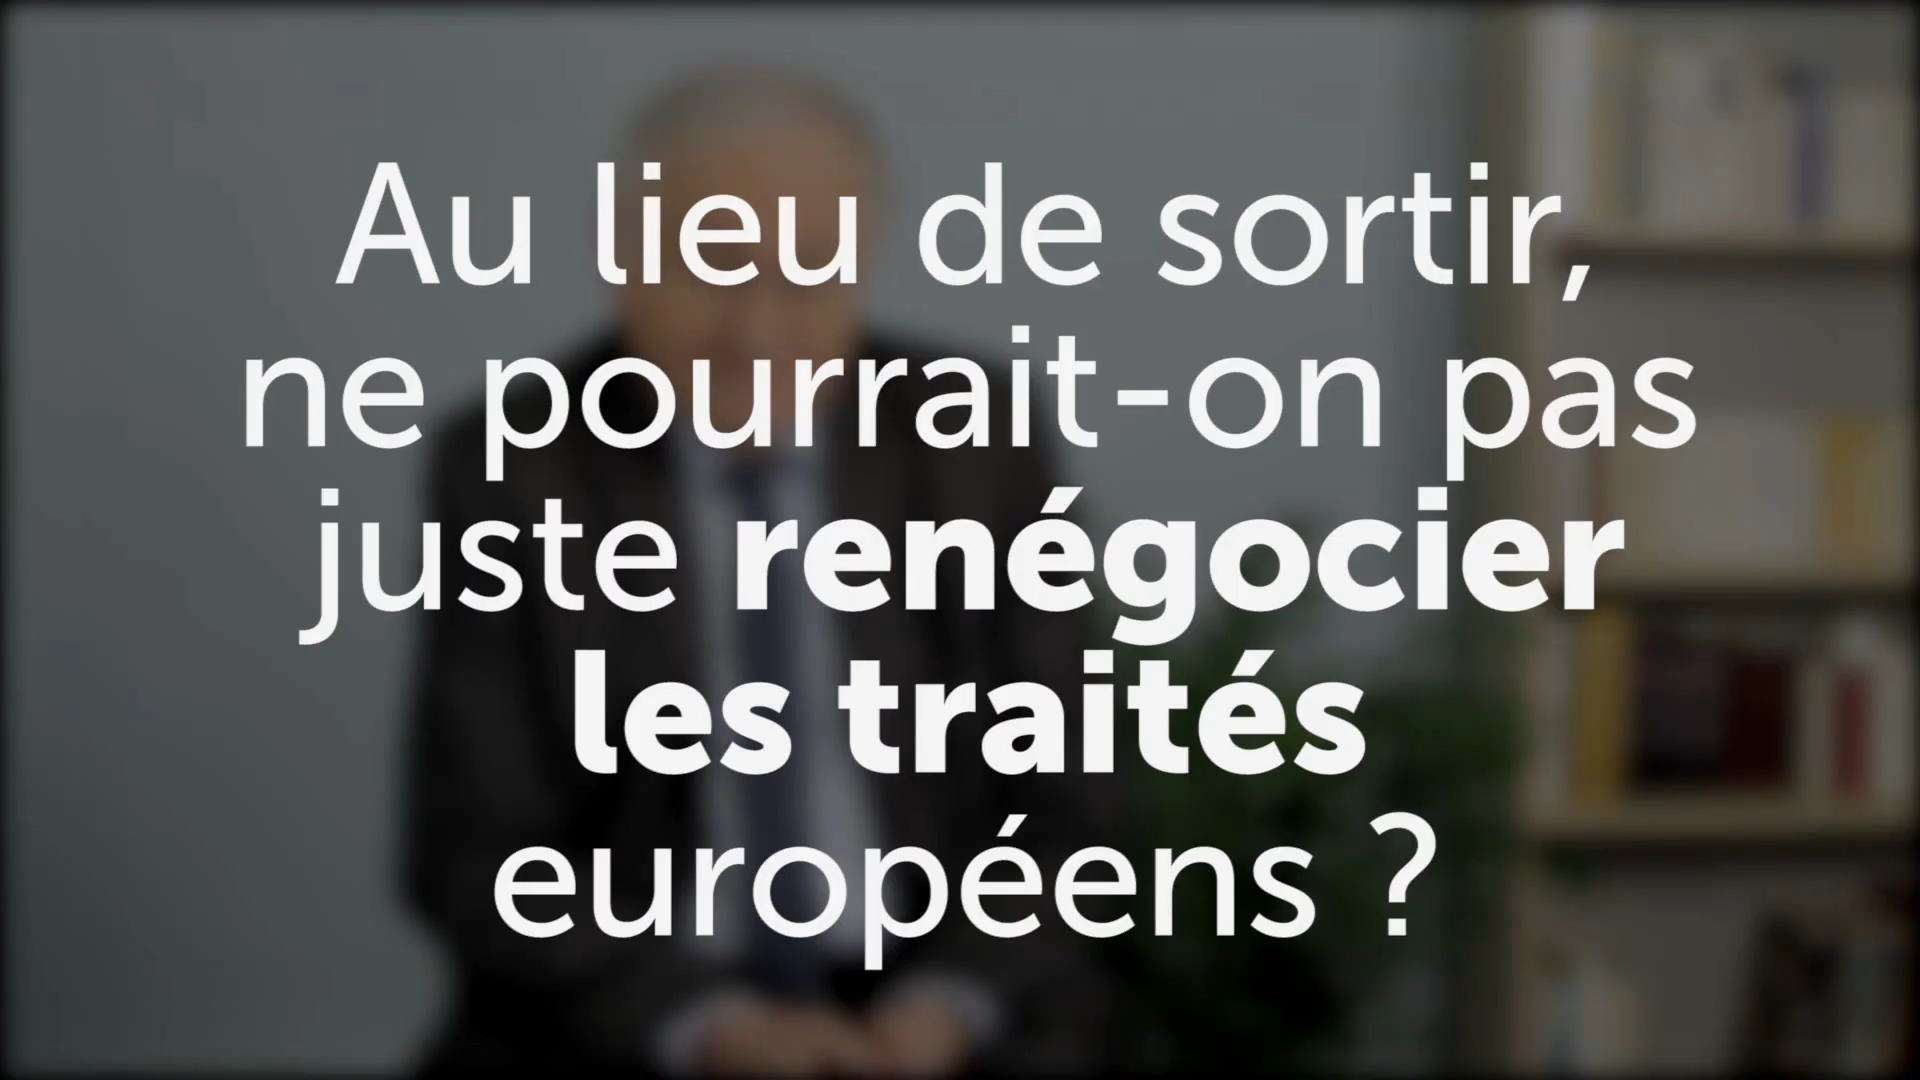 Au lieu de sortir,
ne pourrait-on pas
juste renégocier
les traités
européens ?